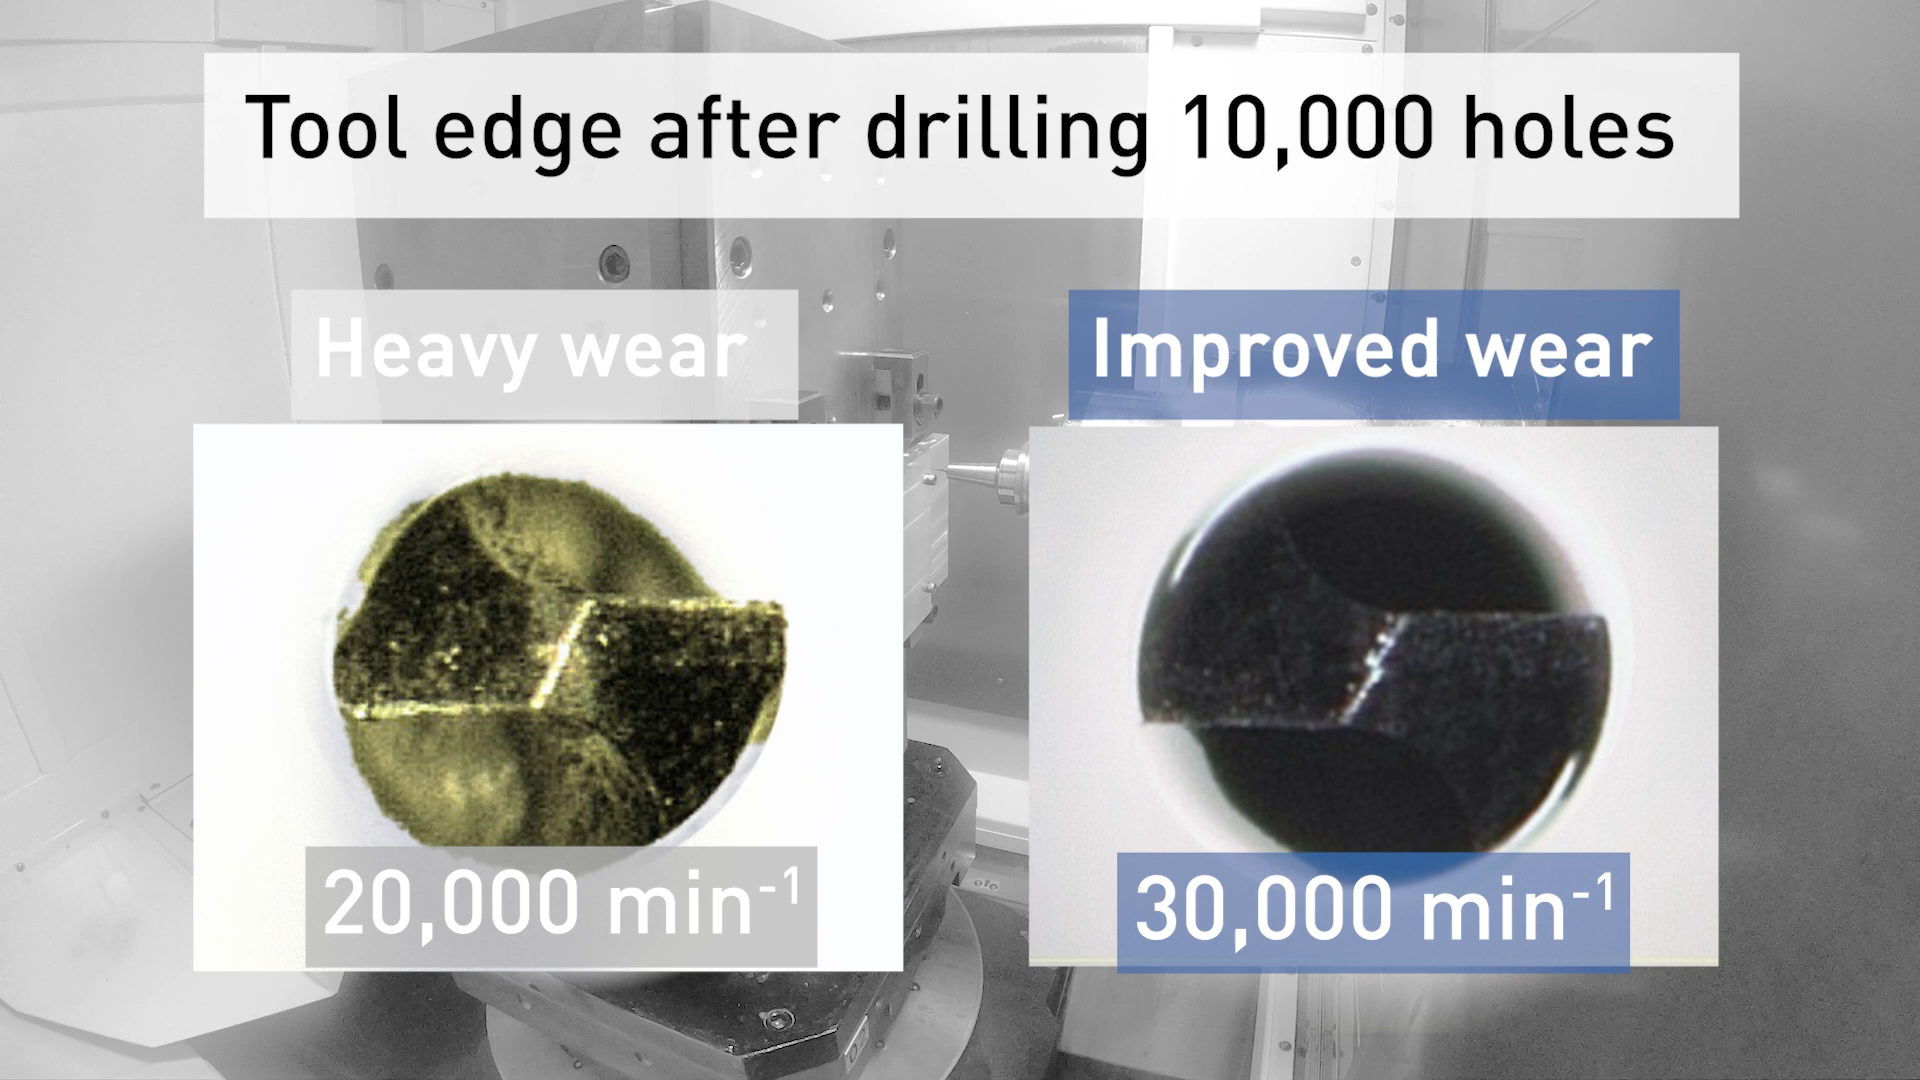 Tool edge after drilling 10,000 holes
Heavy wear
Improved wear
20,000 min⁻¹
30,000 min⁻¹